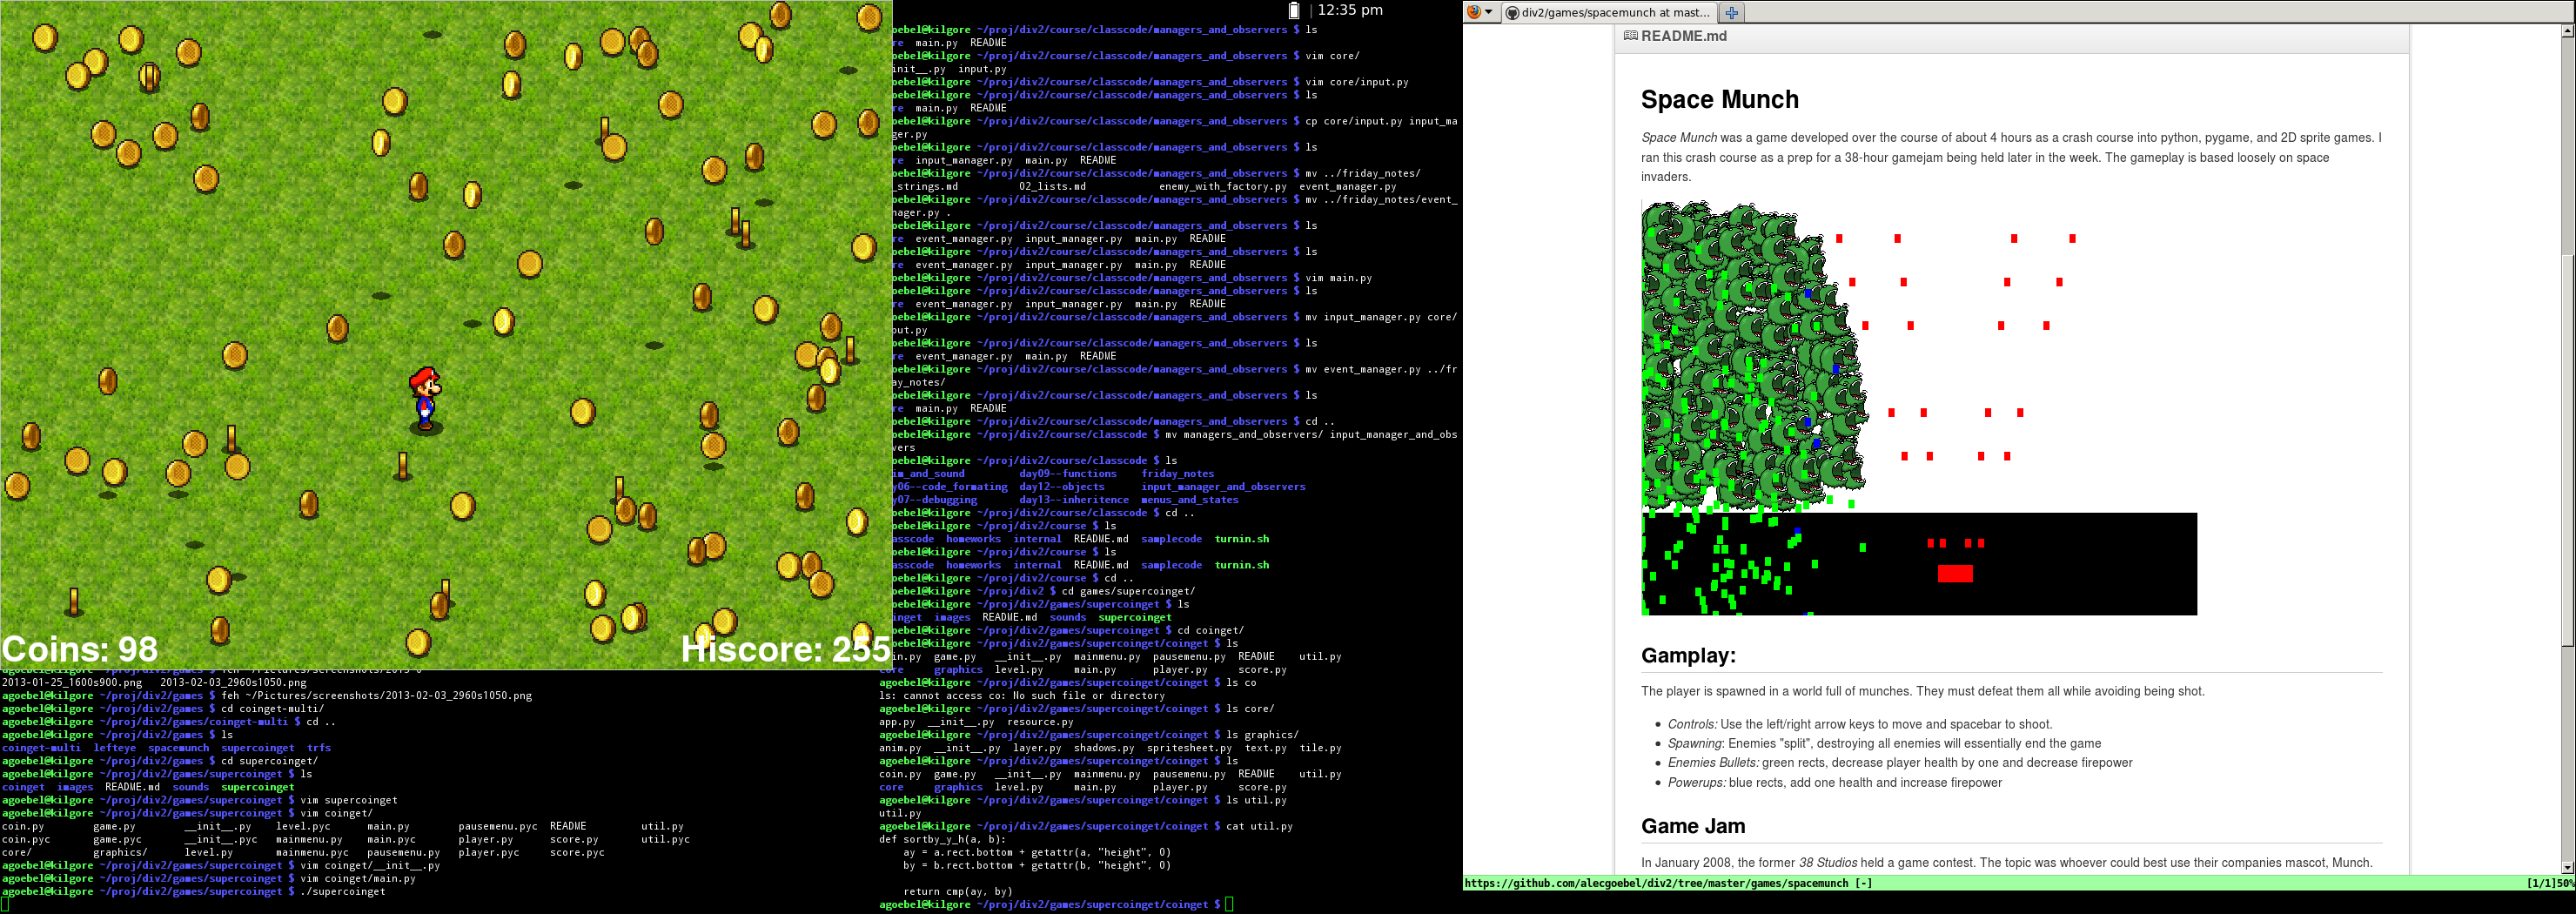 Coins: 98
Hiscore: 255
2013-01-25_1600s900.png   2013-02-03_2960s1050.png
agoebel@kilgore ~/proj/div2/games $ feh ~/Pictures/screenshots/2013-02-03_2960s1050.png
agoebel@kilgore ~/proj/div2/games $ cd coinget-multi/
agoebel@kilgore ~/proj/div2/games/coinget-multi $ cd ..
agoebel@kilgore ~/proj/div2/games $ ls
coinget-multi  lefteye  spacemunch  supercoinget  trfs
agoebel@kilgore ~/proj/div2/games $ cd supercoinget/
agoebel@kilgore ~/proj/div2/games/supercoinget $ ls
coinget  images  README.md  sounds  supercoinget
agoebel@kilgore ~/proj/div2/games/supercoinget $ vim supercoinget
agoebel@kilgore ~/proj/div2/games/supercoinget $ vim coinget/
coin.py   game.py   __init__.py   level.pyc   main.py   pausemenu.pyc   README   util.py
coin.pyc   game.pyc   __init__.pyc   mainmenu.py   main.pyc   player.py   score.py   util.pyc
core/   graphics/   level.py   mainmenu.pyc   pausemenu.py   player.pyc   score.pyc
agoebel@kilgore ~/proj/div2/games/supercoinget $ vim coinget/__init__.py
agoebel@kilgore ~/proj/div2/games/supercoinget $ vim coinget/main.py
agoebel@kilgore ~/proj/div2/games/supercoinget $ ./supercoinget
| 12:35 pm
oebel@kilgore ~/proj/div2/course/classcode/managers_and_observers $ ls
re  main.py  README
oebel@kilgore ~/proj/div2/course/classcode/managers_and_observers $ vim core/
init__.py  input.py
oebel@kilgore ~/proj/div2/course/classcode/managers_and_observers $ vim core/input.py
oebel@kilgore ~/proj/div2/course/classcode/managers_and_observers $ ls
re  main.py  README
oebel@kilgore ~/proj/div2/course/classcode/managers_and_observers $ cp core/input.py input_ma
ger.py
oebel@kilgore ~/proj/div2/course/classcode/managers_and_observers $ ls
re  input_manager.py  main.py  README
oebel@kilgore ~/proj/div2/course/classcode/managers_and_observers $ mv ../friday_notes/
_strings.md   02_lists.md   enemy_with_factory.py  event_manager.py
oebel@kilgore ~/proj/div2/course/classcode/managers_and_observers $ mv ../friday_notes/event_
nager.py .
oebel@kilgore ~/proj/div2/course/classcode/managers_and_observers $ ls
re  event_manager.py  input_manager.py  main.py  README
oebel@kilgore ~/proj/div2/course/classcode/managers_and_observers $ ls
re  event_manager.py  input_manager.py  main.py  README
oebel@kilgore ~/proj/div2/course/classcode/managers_and_observers $ vim main.py
oebel@kilgore ~/proj/div2/course/classcode/managers_and_observers $ ls
re  event_manager.py  input_manager.py  main.py  README
oebel@kilgore ~/proj/div2/course/classcode/managers_and_observers $ mv input_manager.py core/
put.py
oebel@kilgore ~/proj/div2/course/classcode/managers_and_observers $ ls
re  event_manager.py  main.py  README
oebel@kilgore ~/proj/div2/course/classcode/managers_and_observers $ mv event_manager.py ../fr
ay_notes/
oebel@kilgore ~/proj/div2/course/classcode/managers_and_observers $ ls
re  main.py  README
oebel@kilgore ~/proj/div2/course/classcode/managers_and_observers $ cd ..
oebel@kilgore ~/proj/div2/course/classcode $ mv managers_and_observers/ input_manager_and_obs
vers
oebel@kilgore ~/proj/div2/course/classcode $ ls
im_and_sound   day09--functions   friday_notes
y06--code_formating  day12--objects   input_manager_and_observers
y07--debugging   day13--inheritence  menus_and_states
oebel@kilgore ~/proj/div2/course/classcode $ cd ..
oebel@kilgore ~/proj/div2/course $ ls
asscode  homeworks  internal  README.md  samplecode  turnin.sh
oebel@kilgore ~/proj/div2/course $ ls
asscode  homeworks  internal  README.md  samplecode  turnin.sh
oebel@kilgore ~/proj/div2/course $ cd ..
oebel@kilgore ~/proj/div2 $ cd games/supercoinget/
oebel@kilgore ~/proj/div2/games/supercoinget $ ls
inget  images  README.md  sounds  supercoinget
oebel@kilgore ~/proj/div2/games/supercoinget $ cd coinget/
oebel@kilgore ~/proj/div2/games/supercoinget/coinget $ ls
in.py  game.py   __init__.py  mainmenu.py  pausemenu.py  README   util.py
core   graphics  level.py   main.py   player.py   score.py
agoebel@kilgore ~/proj/div2/games/supercoinget/coinget $ ls co
ls: cannot access co: No such file or directory
agoebel@kilgore ~/proj/div2/games/supercoinget/coinget $ ls core/
app.py  __init__.py  resource.py
agoebel@kilgore ~/proj/div2/games/supercoinget/coinget $ ls graphics/
anim.py  __init__.py  layer.py  shadows.py  spritesheet.py  text.py  tile.py
agoebel@kilgore ~/proj/div2/games/supercoinget/coinget $ ls
coin.py  game.py   __init__.py  mainmenu.py  pausemenu.py  README   util.py
core   graphics  level.py   main.py   player.py   score.py
agoebel@kilgore ~/proj/div2/games/supercoinget/coinget $ ls util.py
util.py
agoebel@kilgore ~/proj/div2/games/supercoinget/coinget $ cat util.py
def sortby_y_h(a, b):
    ay = a.rect.bottom + getattr(a, "height", 0)
    by = b.rect.bottom + getattr(b, "height", 0)
    return cmp(ay, by)
agoebel@kilgore ~/proj/div2/games/supercoinget/coinget $
div2/games/spacemunch at mast...
README.md
Space Munch
Space Munch was a game developed over the course of about 4 hours as a crash course into python, pygame, and 2D sprite games. I
ran this crash course as a prep for a 38-hour gamejam being held later in the week. The gameplay is based loosely on space
invaders.
Gamplay:
The player is spawned in a world full of munches. They must defeat them all while avoiding being shot.
• Controls: Use the left/right arrow keys to move and spacebar to shoot.
• Spawning: Enemies "split", destroying all enemies will essentially end the game
• Enemies Bullets: green rects, decrease player health by one and decrease firepower
• Powerups: blue rects, add one health and increase firepower
Game Jam
In January 2008, the former 38 Studios held a game contest. The topic was whoever could best use their companies mascot, Munch.
https://github.com/alecgoebel/div2/tree/master/games/spacemunch [-]
[1/1]50%